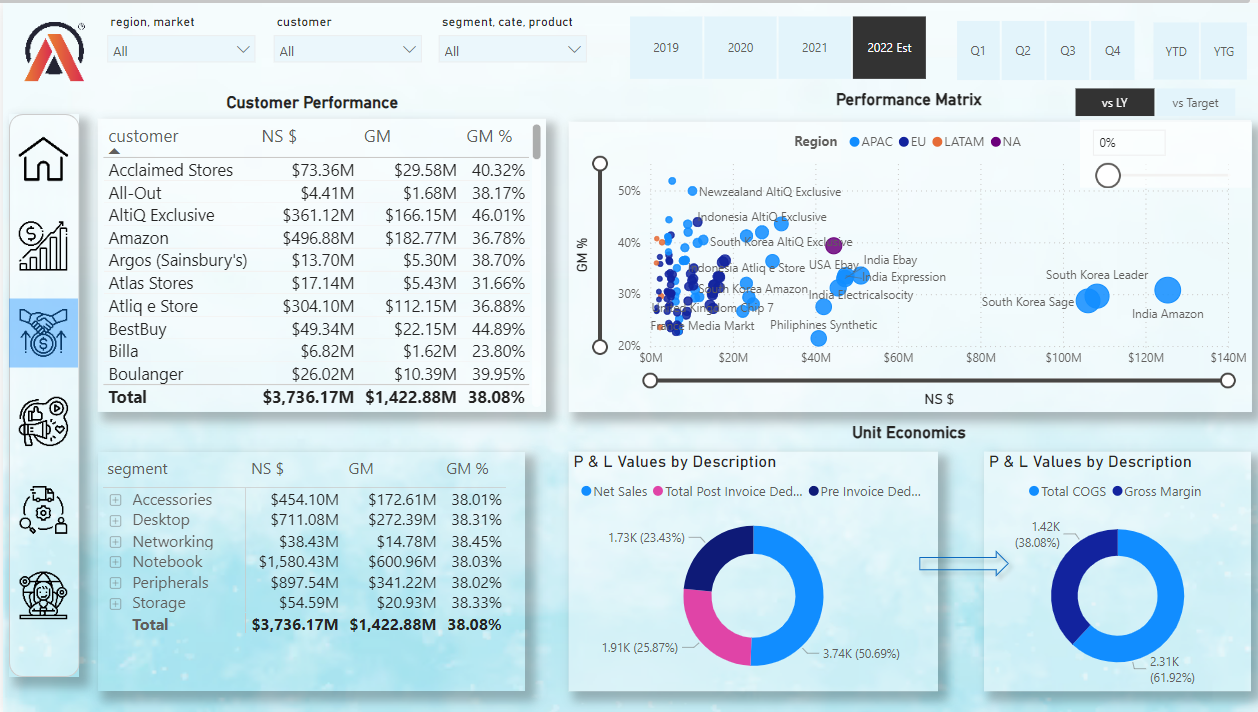 region, market
customer
segment, cate, product
All
All
All
2019
2020
2021
2022 Est
Q1
Q2
Q3
Q4
YTD
YTG
Customer Performance
customer NS $ GM GM %
Acclaimed Stores $73.36M $29.58M 40.32%
All-Out $4.41M $1.68M 38.17%
AltiQ Exclusive $361.12M $166.15M 46.01%
Amazon $496.88M $182.77M 36.78%
Argos (Sainsbury's) $13.70M $5.30M 38.70%
Atlas Stores $17.14M $5.43M 31.66%
Atliq e Store $304.10M $112.15M 36.88%
BestBuy $49.34M $22.15M 44.89%
Billa $6.82M $1.62M 23.80%
Boulanger $26.02M $10.39M 39.95%
Total $3,736.17M $1,422.88M 38.08%
Performance Matrix
vs LY
vs Target
0%
Region APAC EU LATAM NA
GM %
50%
40%
30%
20%
Newzealand AltiQ Exclusive
Indonesia AltiQ Exclusive
South Korea AltiQ Exclusive
Indonesia Atliq e Store
USA Ebay
India Ebay
India Expression
South Korea Amazon
India Electricalsocity
United Kingdom Chip 7
France Media Markt
Philiphines Synthetic
South Korea Leader
South Korea Sage
India Amazon
$0M $20M $40M $60M $80M $100M $120M $140M
NS $
segment NS $ GM GM %
Accessories $454.10M $172.61M 38.01%
Desktop $711.08M $272.39M 38.31%
Networking $38.43M $14.78M 38.45%
Notebook $1,580.43M $600.96M 38.03%
Peripherals $897.54M $341.22M 38.02%
Storage $54.59M $20.93M 38.33%
Total $3,736.17M $1,422.88M 38.08%
Unit Economics
P & L Values by Description
Net Sales Total Post Invoice Ded... Pre Invoice Ded...
1.73K (23.43%)
1.91K (25.87%)
3.74K (50.69%)
P & L Values by Description
Total COGS Gross Margin
1.42K
(38.08%)
2.31K
(61.92%)